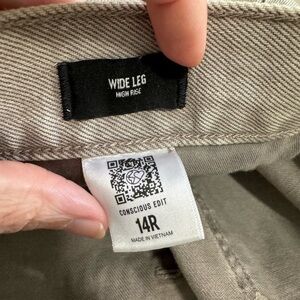 WIDE LEG
HIGH RISE
CONSCIOUS EDIT
14R
MADE IN VIETNAM